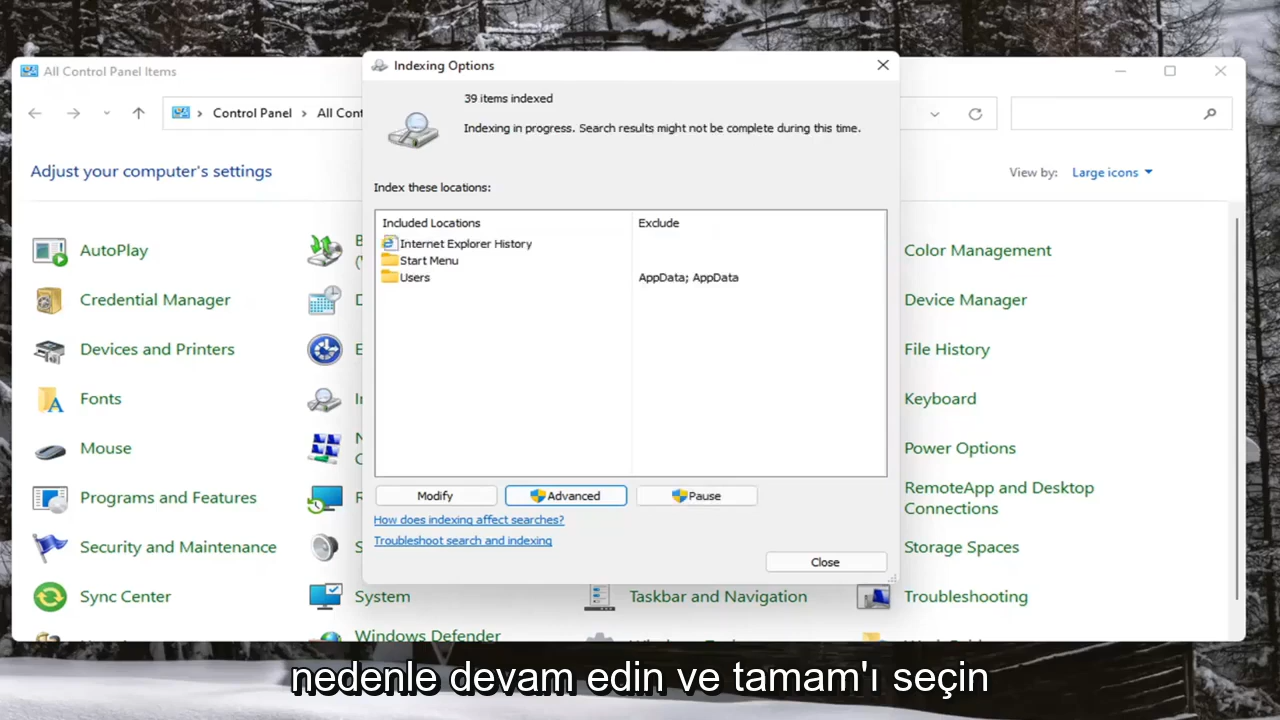 All Control Panel Items
Indexing Options
Control Panel
All Cont
39 items indexed
Indexing in progress. Search results might not be complete during this time.
Adjust your computer's settings
View by:
Large icons
Index these locations:
Included Locations
Exclude
Internet Explorer History
Start Menu
Users
AppData; AppData
AutoPlay
Color Management
Credential Manager
Device Manager
Devices and Printers
File History
Fonts
Keyboard
Mouse
Power Options
Programs and Features
RemoteApp and Desktop
Connections
Security and Maintenance
Storage Spaces
Modify
Advanced
Pause
How does indexing affect searches?
Troubleshoot search and indexing
Close
Sync Center
System
Taskbar and Navigation
Troubleshooting
Windows Defender
nedenle devam edin ve tamam'ı seçin